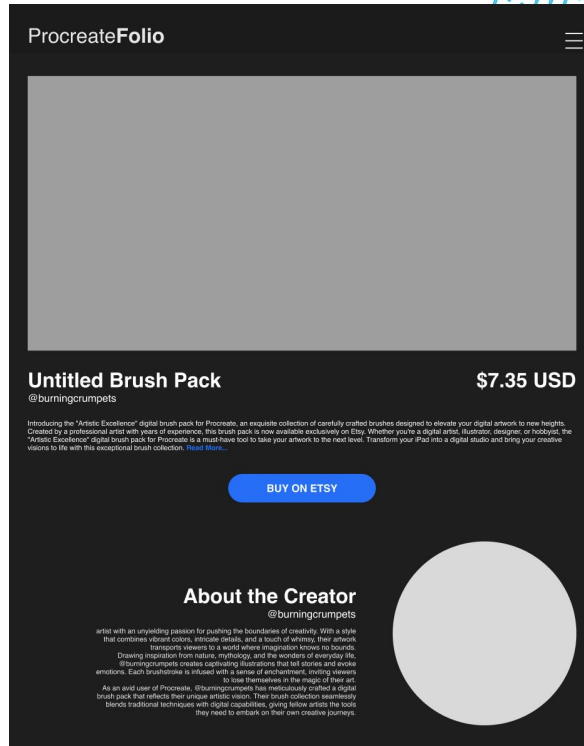 ProcreateFolio
Untitled Brush Pack
$7.35 USD
@burningcrumpets
Introducing the "Artistic Excellence" digital brush pack for Procreate, an exquisite collection of carefully crafted brushes designed to elevate your digital artwork to new heights.
Created by a professional artist with years of experience, this brush pack is now available exclusively on Etsy. Whether you're a digital artist, illustrator, designer, or hobbyist, the
"Artistic Excellence" digital brush pack for Procreate is a must-have tool to take your artwork to the next level. Transform your iPad into a digital studio and bring your creative
visions to life with this exceptional brush collection. Read More...
BUY ON ETSY
About the Creator
@burningcrumpets
artist with an unyielding passion for pushing the boundaries of creativity. With a style
that combines vibrant colors, intricate details, and a touch of whimsy, their artwork
transports viewers to a world where imagination knows no bounds.
Drawing inspiration from nature, mythology, and the wonders of everyday life,
@burningcrumpets creates captivating illustrations that tell stories and evoke
emotions. Each brushstroke is infused with a sense of enchantment, inviting viewers
to lose themselves in the magic of their art.
As an avid user of Procreate, @burningcrumpets has meticulously crafted a digital
brush pack that reflects their unique artistic vision. Their brush collection seamlessly
blends traditional techniques with digital capabilities, giving fellow artists the tools
they need to embark on their own creative journeys.